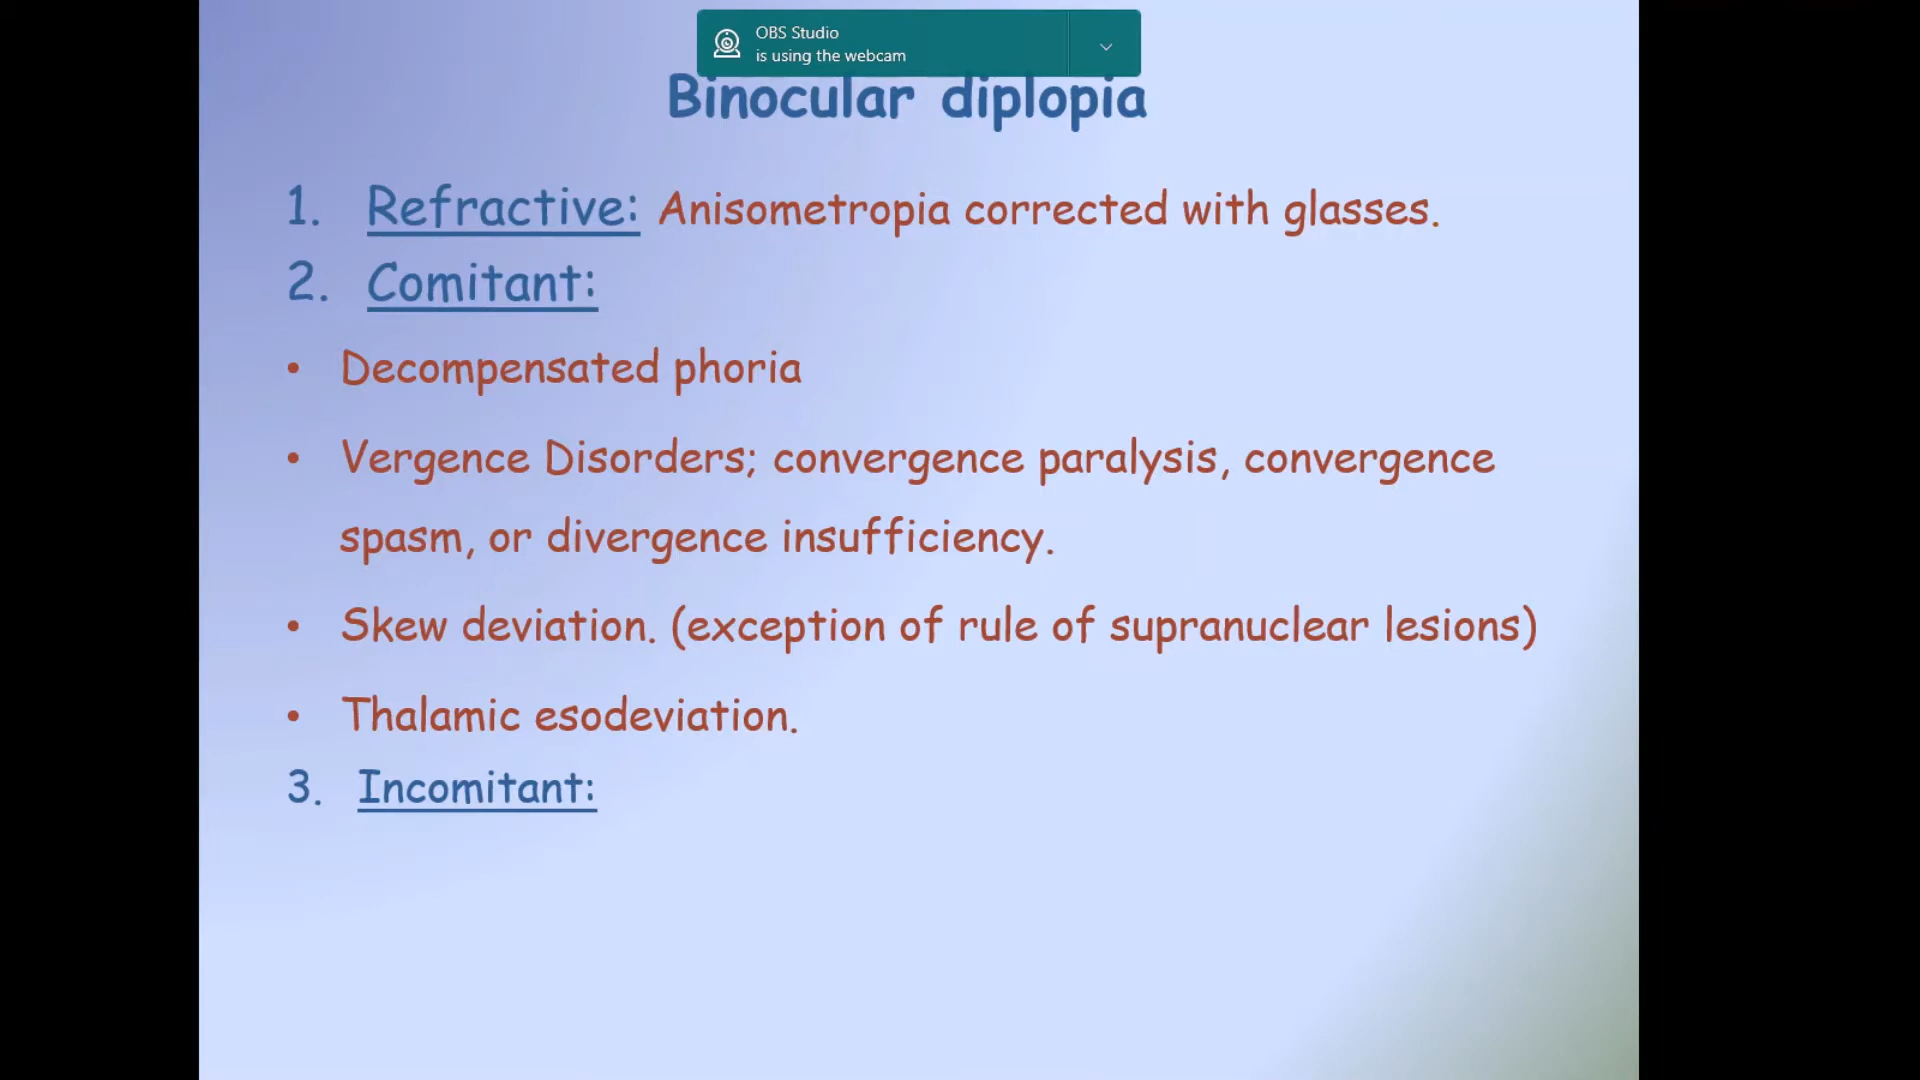 OBS Studio
is using the webcam
Binocular diplopia
1. Refractive: Anisometropia corrected with glasses.
2. Comitant:
• Decompensated phoria
• Vergence Disorders; convergence paralysis, convergence
spasm, or divergence insufficiency.
• Skew deviation. (exception of rule of supranuclear lesions)
• Thalamic esodeviation.
3. Incomitant: